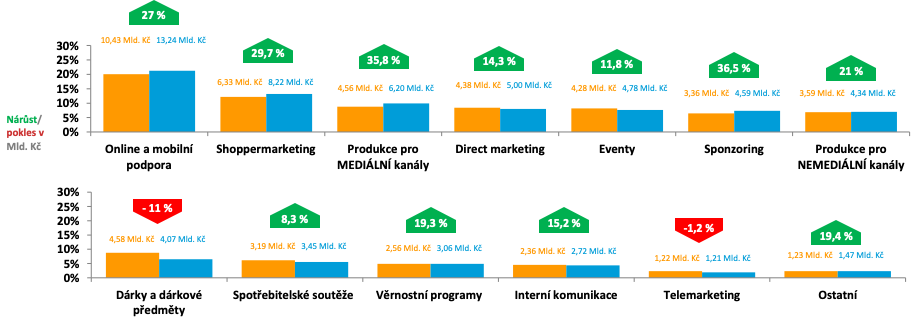 27 %
10,43 Mld. Kč 13,24 Mld. Kč
29,7 %
6,33 Mld. Kč 8,22 Mld. Kč
35,8 %
4,56 Mld. Kč 6,20 Mld. Kč
14,3 %
4,38 Mld. Kč 5,00 Mld. Kč
11,8 %
4,28 Mld. Kč 4,78 Mld. Kč
36,5 %
3,36 Mld. Kč 4,59 Mld. Kč
21 %
3,59 Mld. Kč 4,34 Mld. Kč
30%
25%
20%
15%
10%
5%
0%
Nárůst/
pokles v
Mld. Kč
Online a mobilní
podpora
Shoppermarketing
Produkce pro
MEDIÁLNÍ kanály
Direct marketing
Eventy
Sponzoring
Produkce pro
NEMEDIÁLNÍ kanály
- 11 %
4,58 Mld. Kč 4,07 Mld. Kč
8,3 %
3,19 Mld. Kč 3,45 Mld. Kč
19,3 %
2,56 Mld. Kč 3,06 Mld. Kč
15,2 %
2,36 Mld. Kč 2,72 Mld. Kč
-1,2 %
1,22 Mld. Kč 1,21 Mld. Kč
19,4 %
1,23 Mld. Kč 1,47 Mld. Kč
30%
25%
20%
15%
10%
5%
0%
Dárky a dárkové
předměty
Spotřebitelské soutěže
Věrnostní programy
Interní komunikace
Telemarketing
Ostatní